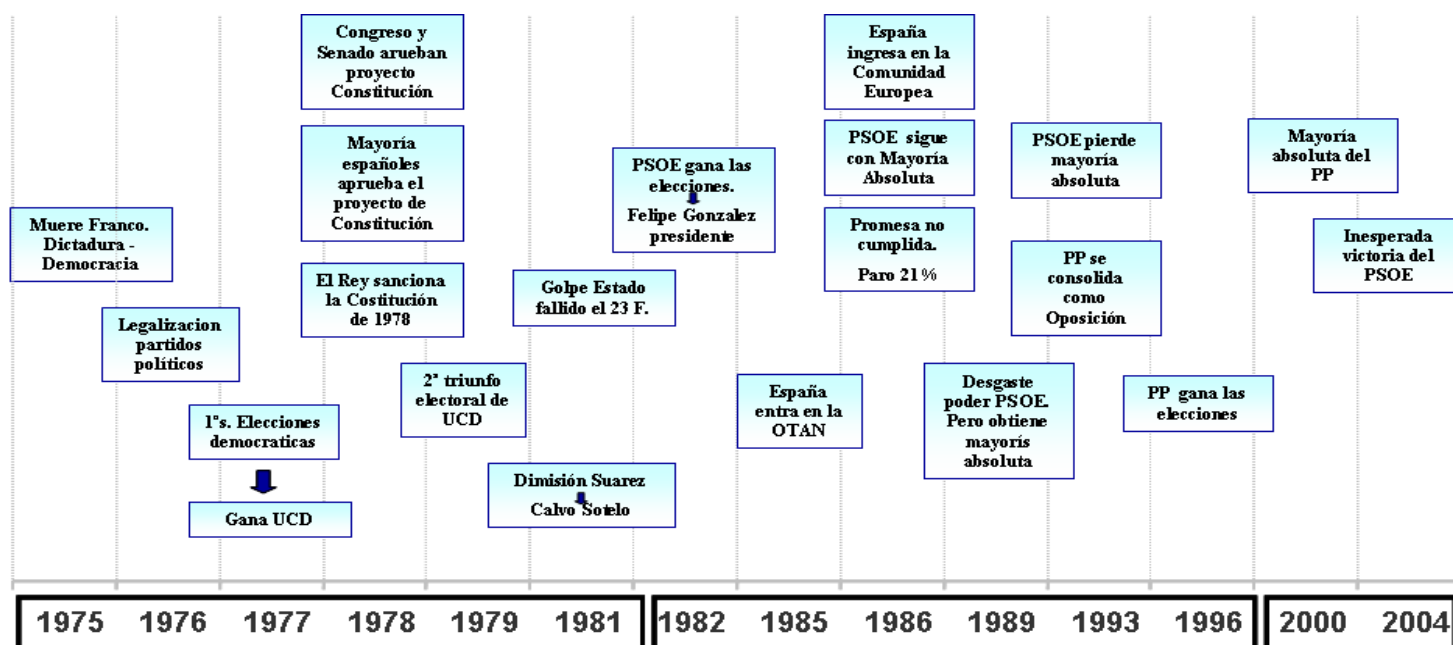 Muere Franco.
Dictadura -
Democracia
Legalizacion
partidos
políticos
1ªs. Elecciones
democraticas
Gana UCD
Congreso y
Senado arueban
proyecto
Constitución
Mayoría
españoles
aprueba el
proyecto de
Constitución
El Rey sanciona
la Costitución
de 1978
2ª triunfo
electoral de
UCD
Golpe Estado
fallido el 23 F.
Dimisión Suarez
Calvo Sotelo
PSOE gana las
elecciones.
Felipe Gonzalez
presidente
España
entra en la
OTAN
España
ingresa en la
Comunidad
Europea
PSOE sigue
con Mayoría
Absoluta
Promesa no
cumplida.
Paro 21%
Desgaste
poder PSOE.
Pero obtiene
mayorís
absoluta
PSOE pierde
mayoría
absoluta
PP se
consolida
como
Oposición
PP gana las
elecciones
Mayoría
absoluta del
PP
Inesperada
victoria del
PSOE
1975 1976 1977 1978 1979 1981 1982 1985 1986 1989 1993 1996 2000 2004